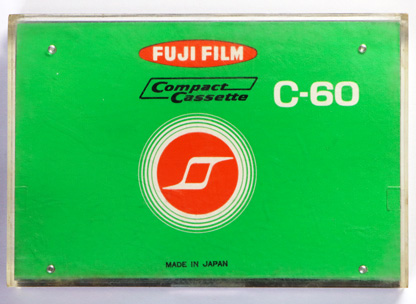 FUJI FILM
Compact
Cassette
C-60
MADE IN JAPAN